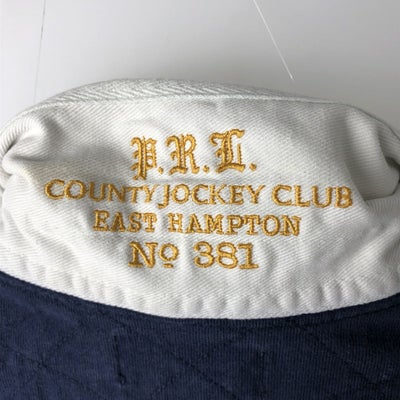 P.R.L.
COUNTY JOCKEY CLUB
EAST HAMPTON
No 381